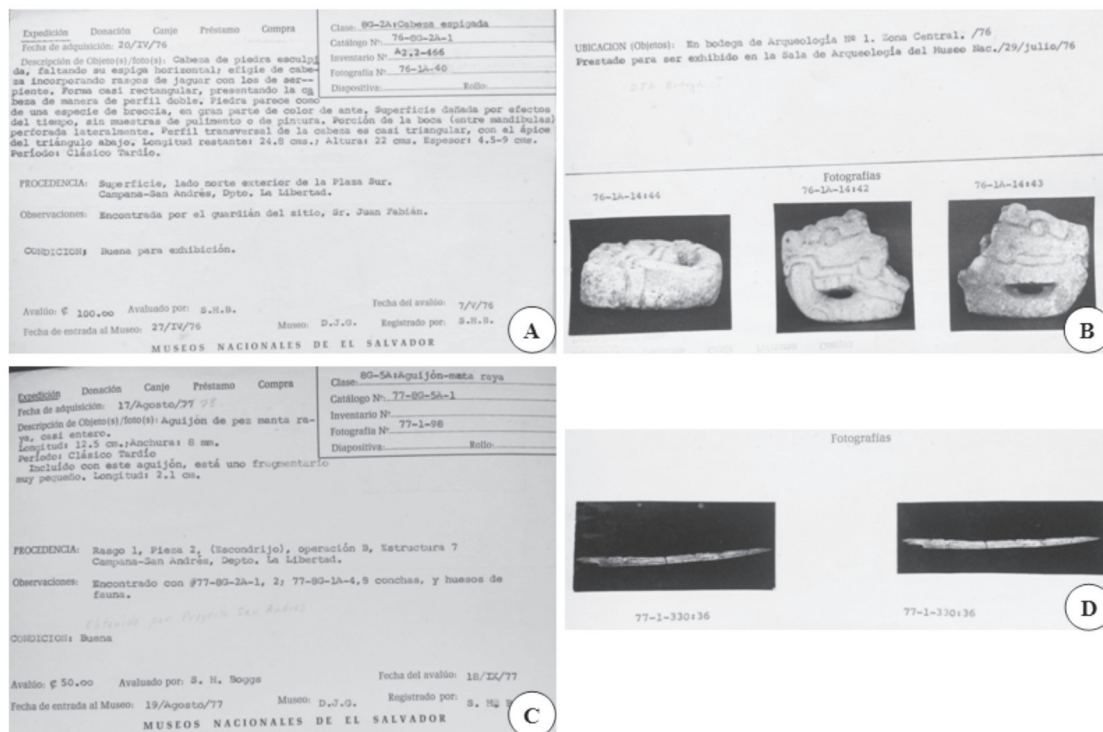 Expedición Donación Canje Préstamo Compra
Fecha de adquisición: 20/IV/76
Clase: 8G-2A:Cabeza espigada
Catálogo Nº: 76-8G-2A-1
Inventario Nº: A2.2-466
Fotografía Nº: 76-1A-40
Diapositiva: Rollo:
Descripción de Objeto(s)/foto(s): Cabeza de piedra esculpi
da, faltando su espiga horizontal; efigie de cabe-
za incorporando rasgos de jaguar con los de ser--
piente. Forma casi rectangular, presentando la ca
beza de manera de perfil doble. Piedra parece como
de una especie de breccia, en gran parte de color de ante. Superficie dañada por efectos
del tiempo, sin muestras de pulimento o de pintura. Porción de la boca (entre mandíbulas)
perforada lateralmente. Perfil transversal de la cabeza es casi triangular, con el ápice
del triángulo abajo. Longitud restante: 24.8 cms.; Altura: 22 cms. Espesor: 4.5-9 cms.
Período: Clásico Tardío.
PROCEDENCIA: Superficie, lado norte exterior de la Plaza Sur.
Campana-San Andrés, Dpto. La Libertad.
Observaciones: Encontrada por el guardián del sitio, Sr. Juan Fabián.
CONDICION; Buena para exhibición.
Avalúo: ₡ 100.00 Avaluado por: S.H.B. Fecha del avalúo: 7/V/76
Fecha de entrada al Museo: 27/IV/76 Museo: D.J.G. Registrado por: S.H.B.
MUSEOS NACIONALES DE EL SALVADOR
A
UBICACION (Objetos): En bodega de Arqueología Nº 1. Zona Central. /76
Prestado para ser exhibido en la Sala de Arqueología del Museo Nac./29/julio/76
Fotografías
76-1A-14:44 76-1A-14:42 76-1A-14:43
B
Expedición Donación Canje Préstamo Compra
Fecha de adquisición: 17/Agosto/77
Clase: 8G-5A:Aguijón-mata raya
Catálogo Nº: 77-8G-5A-1
Inventario Nº
Fotografía Nº: 77-1-98
Diapositiva: Rollo:
Descripción de Objeto(s)/foto(s): Aguijón de pez manta ra-
ya, casi entero.
Longitud: 12.5 cm.;Anchura: 8 mm.
Período: Clásico Tardío
Incluído con este aguijón, está uno fragmentario
muy pequeño. Longitud: 2.1 cm.
PROCEDENCIA: Rasgo 1, Pieza 2, (Escondrijo), operación B, Estructura 7
Campana-San Andrés, Depto. La Libertad.
Observaciones: Encontrado con #77-8G-2A-1, 2; 77-8G-1A-4,8 conchas, y huesos de
fauna.
Obtenido por Proyecto San Andrés
CONDICION: Buena
Avalúo: ₡ 50.00 Avaluado por: S. H. Boggs Fecha del avalúo: 18/IX/77
Fecha de entrada al Museo: 19/Agosto/77 Museo: D.J.G. Registrado por:
MUSEOS NACIONALES DE EL SALVADOR
C
Fotografías
77-1-330:36 77-1-330:36
D